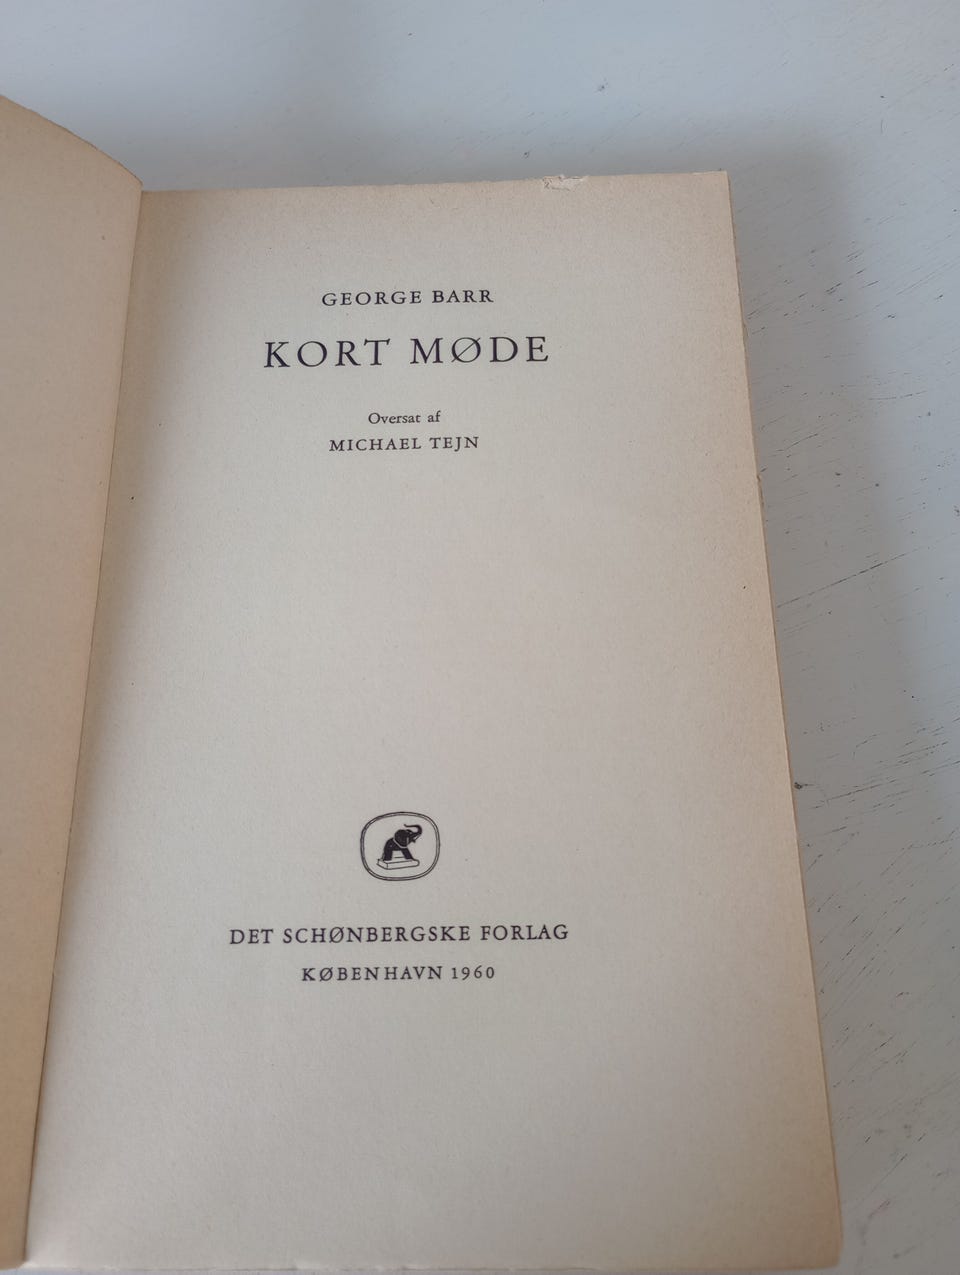 GEORGE BARR
KORT MØDE
Oversat af
MICHAEL TEJN
DET SCHØNBERGSKE FORLAG
KØBENHAVN 1960